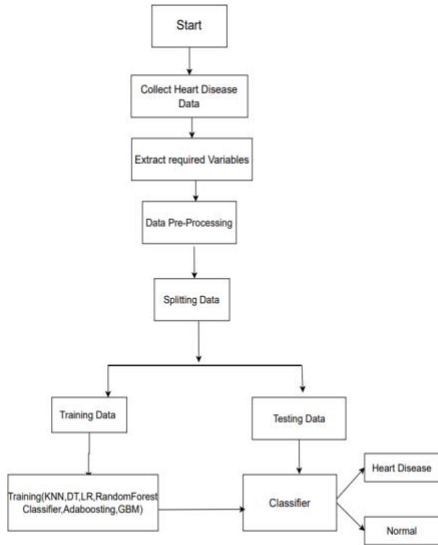 Start
Collect Heart Disease
Data
Extract required Variables
Data Pre-Processing
Splitting Data
Training Data
Testing Data
Heart Disease
Training(KNN,DT,LR,RandomForest
Classifier,Adaboosting,GBM)
Classifier
Normal